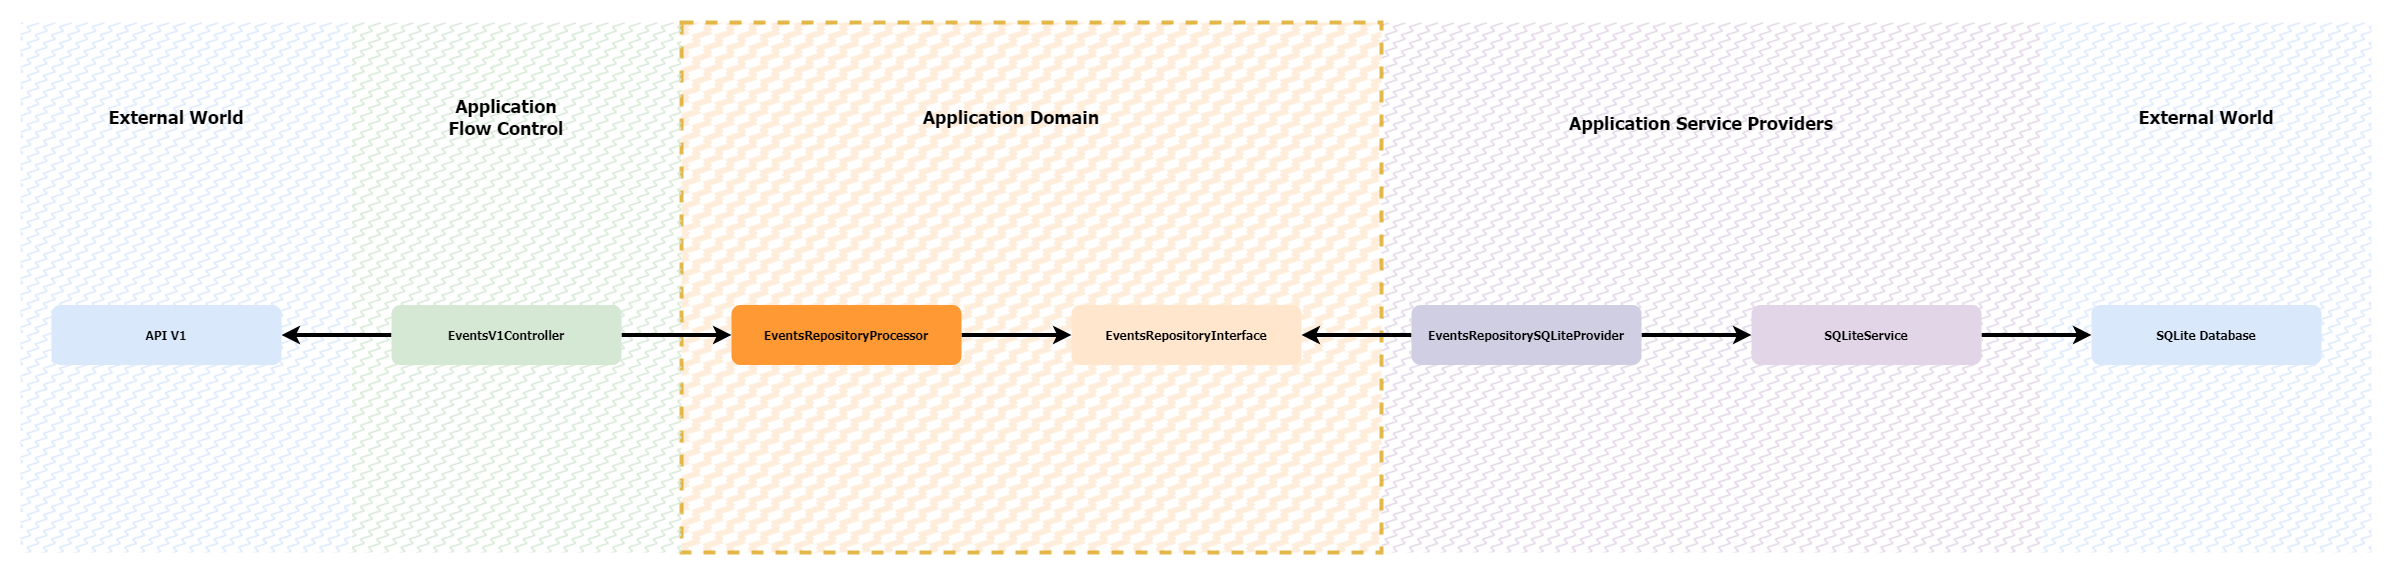 External World
Application
Flow Control
Application Domain
Application Service Providers
External World
API V1
EventsV1Controller
EventsRepositoryProcessor
EventsRepositoryInterface
EventsRepositorySQLiteProvider
SQLiteService
SQLite Database